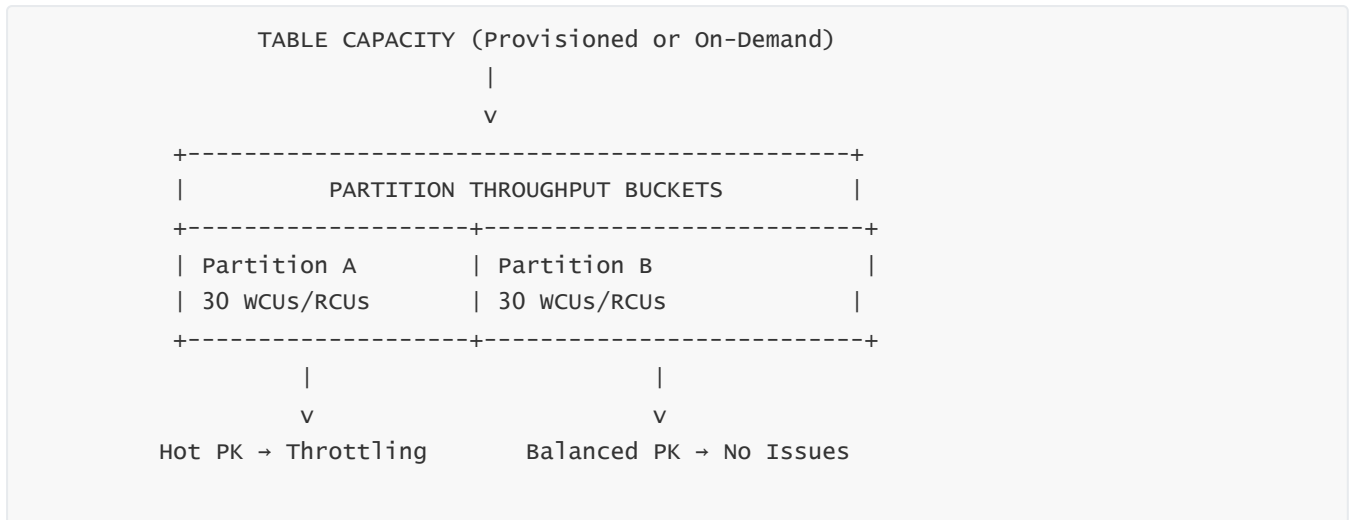 TABLE CAPACITY (Provisioned or On-Demand)
|
v
+-----------------------------------------------+
| PARTITION THROUGHPUT BUCKETS |
+--------------------+---------------------------+
| Partition A | Partition B |
| 30 WCUs/RCUs | 30 WCUs/RCUs |
+--------------------+---------------------------+
| |
v v
Hot PK → Throttling Balanced PK → No Issues